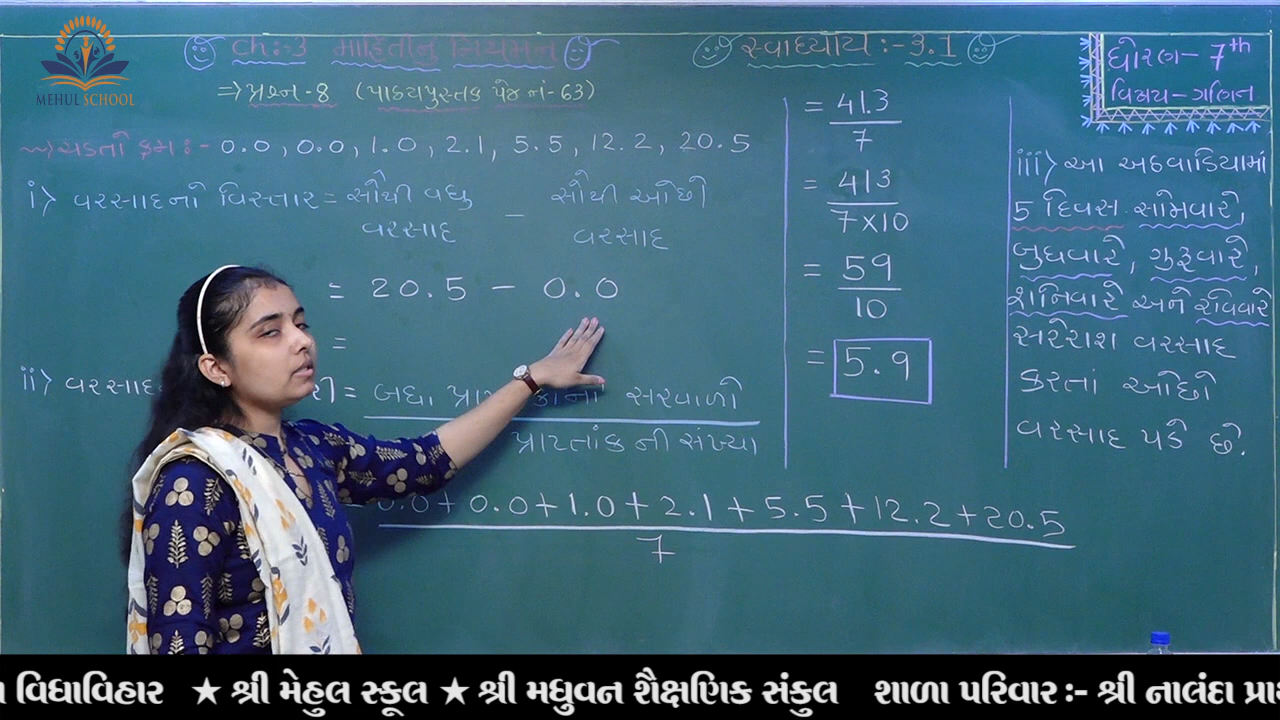 MEHUL SCHOOL
Ch:-3 માહિતીનું નિયમન
સ્વાધ્યાય :- 3.1
ધોરણ- 7th
વિષય - ગણિત
⇒ પ્રશ્ન - 8 (પાઠ્યપુસ્તક પેજ નં - 63)
ચડતો ક્રમ :- 0.0, 0.0, 1.0, 2.1, 5.5, 12.2, 20.5
i> વરસાદનો વિસ્તાર = સૌથી વધુ વરસાદ - સૌથી ઓછો વરસાદ
= 20.5 - 0.0
=
ii> = બધા સરવાળો
પ્રાપ્તાંક ની સંખ્યા
0.0 + 0.0 + 1.0 + 2.1 + 5.5 + 12.2 + 20.5
7
= 41.3
7
= 413
7×10
= 59
10
= 5.9
iii> આ અઠવાડિયામાં
5 દિવસ સોમવારે,
બુધવારે, ગુરૂવારે,
શનિવારે અને રવિવારે
સરેરાશ વરસાદ
કરતાં ઓછો
વરસાદ પડે છે.
વિદ્યાવિહાર ★ શ્રી મેહુલ સ્કૂલ ★ શ્રી મધુવન શૈક્ષણિક સંકુલ શાળા પરિવાર :- શ્રી નાલંદા